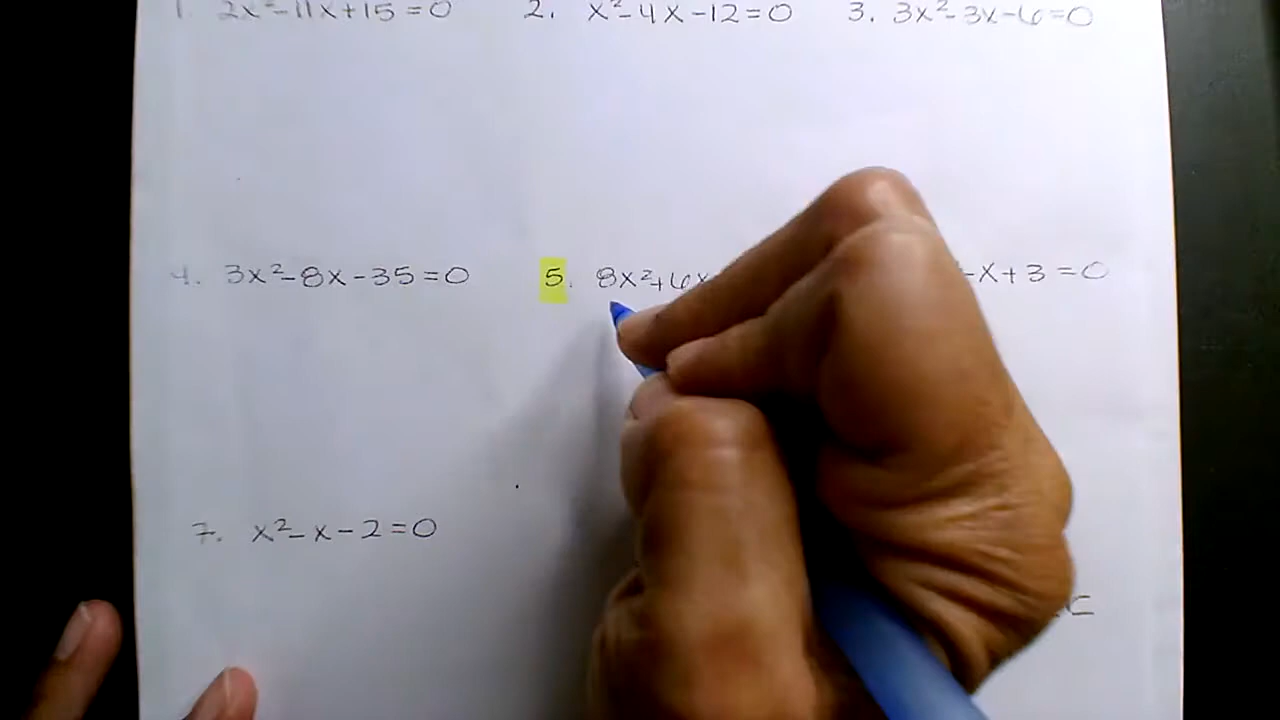 1. 2x²-11x+15=0 2. x²-4x-12=0 3. 3x²-3x-6=0
4. 3x²-8x-35=0 5. 8x²+6x -x+3=0
7. x²-x-2=0
C